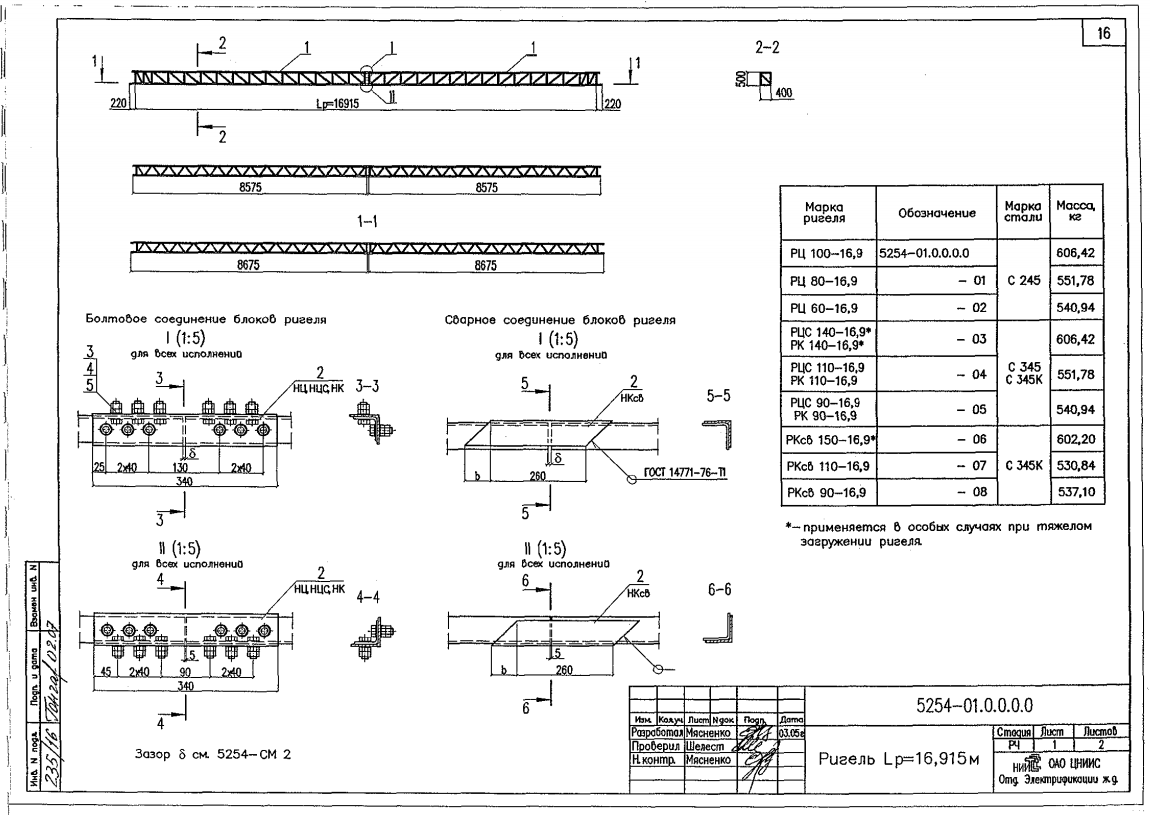 16
2
1
I
1
2-2
1
1
500
400
220
Lp=16915
II
220
2
8575
8575
1-1
8675
8675
Марка ригеля
Обозначение
Марка стали
Масса, кг
РЦ 100-16,9 5254-01.0.0.0.0 606,42
РЦ 80-16,9 - 01 С 245 551,78
РЦ 60-16,9 - 02 540,94
РЦС 140-16,9*
РК 140-16,9* - 03 606,42
РЦС 110-16,9
РК 110-16,9 - 04 С 345 С 345К 551,78
РЦС 90-16,9
РК 90-16,9 - 05 540,94
РКсв 150-16,9* - 06 602,20
РКсв 110-16,9 - 07 С 345К 530,84
РКсв 90-16,9 - 08 537,10
*- применяется в особых случаях при тяжелом
загружении ригеля.
Болтовое соединение блоков ригеля
I (1:5)
для всех исполнений
3
4
5
3
2
НЦ, НЦС, НК
3-3
δ
25
2x40
130
2x40
340
3
Сварное соединение блоков ригеля
I (1:5)
для всех исполнений
5
2
НКсв
5-5
δ
b
260
ГОСТ 14771-76-Т1
5
II (1:5)
для всех исполнений
4
2
НЦ, НЦС, НК
4-4
5
45
2x40
90
2x40
340
4
II (1:5)
для всех исполнений
6
2
НКсв
6-6
5
b
260
6
Зазор δ см. 5254-СМ 2
Взамен инв. N
Подп. и дата
02.07
Инв. N подл.
235/16
5254-01.0.0.0.0
Изм. Кол.уч Лист N док Подп. Дата
Разработал Мясненко 03.05г
Проверил Шелест
Н.контр. Мясненко
Ригель Lp=16,915м
Стадия Лист Листов
РЧ 1 2
НИИС ОАО ЦНИИС
Отд. Электрификации ж.д.